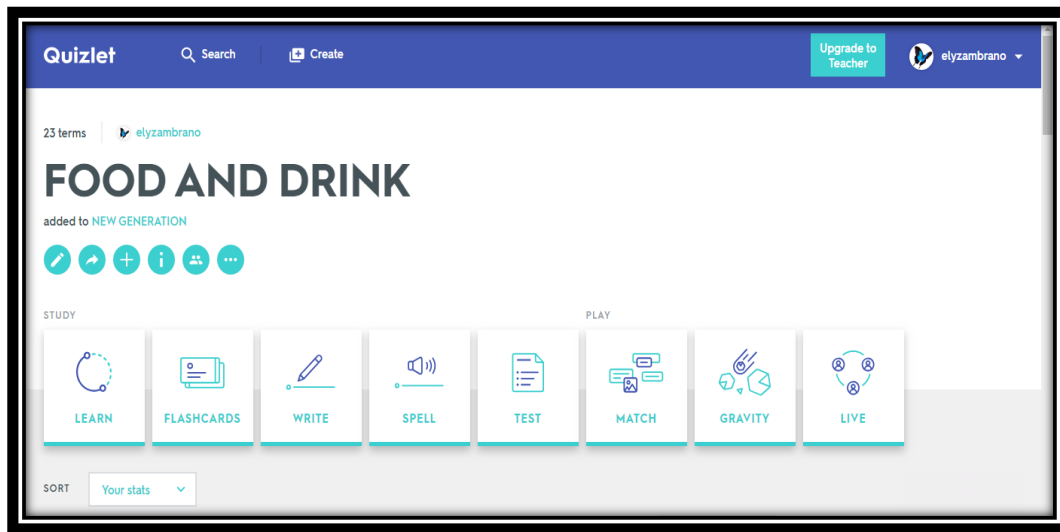 Quizlet Search Create Upgrade to
Teacher elyzambrano
23 terms elyzambrano
FOOD AND DRINK
added to NEW GENERATION
STUDY PLAY
LEARN FLASHCARDS WRITE SPELL TEST MATCH GRAVITY LIVE
SORT Your stats